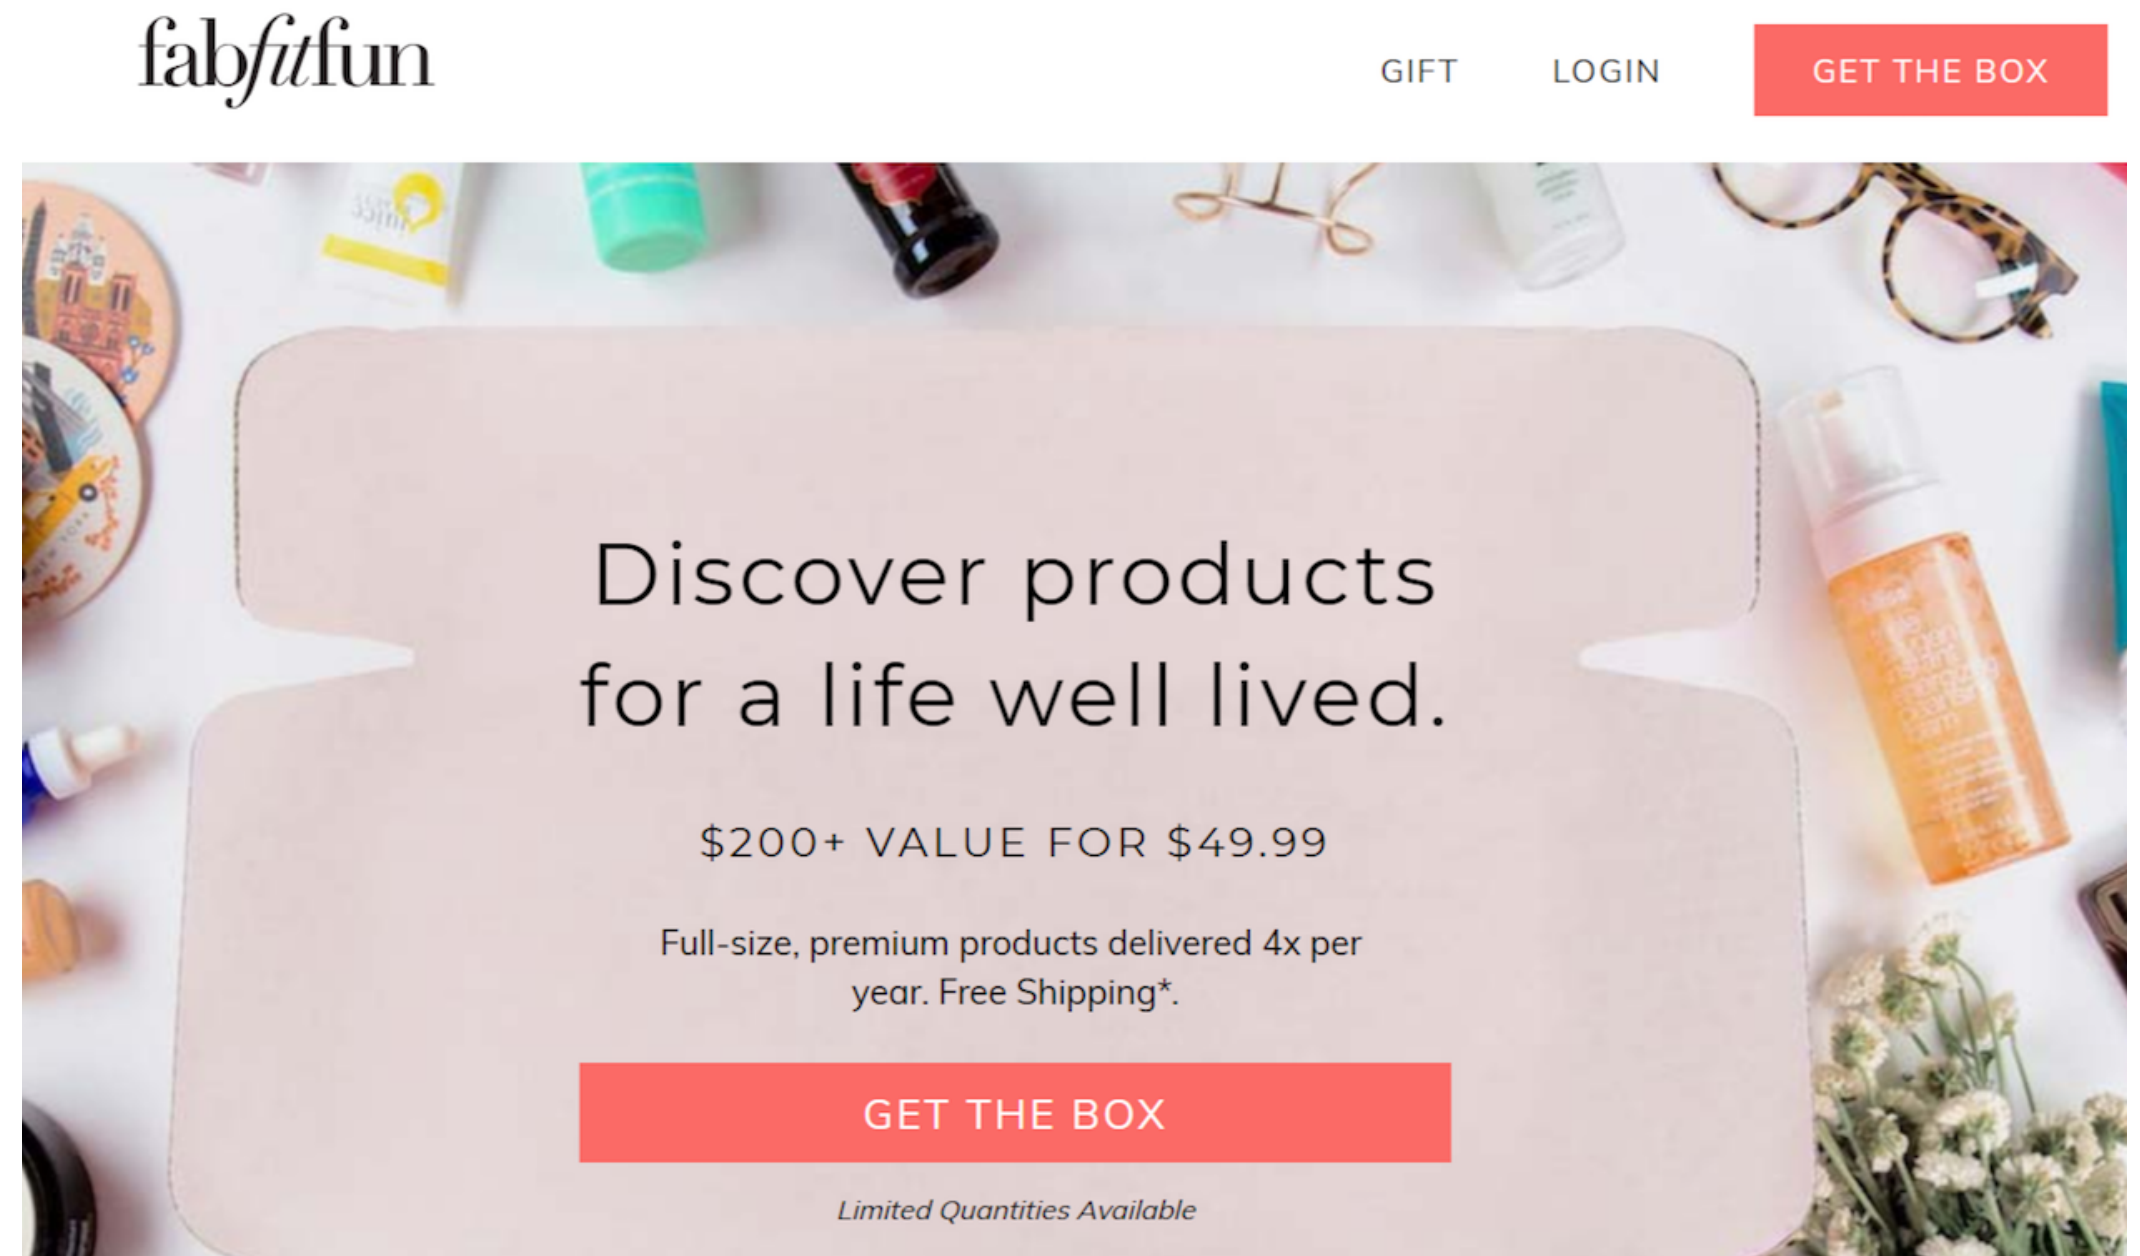 fabfitfun
GIFT
LOGIN
GET THE BOX
Discover products
for a life well lived.
$200+ VALUE FOR $49.99
Full-size, premium products delivered 4x per
year. Free Shipping*.
GET THE BOX
Limited Quantities Available